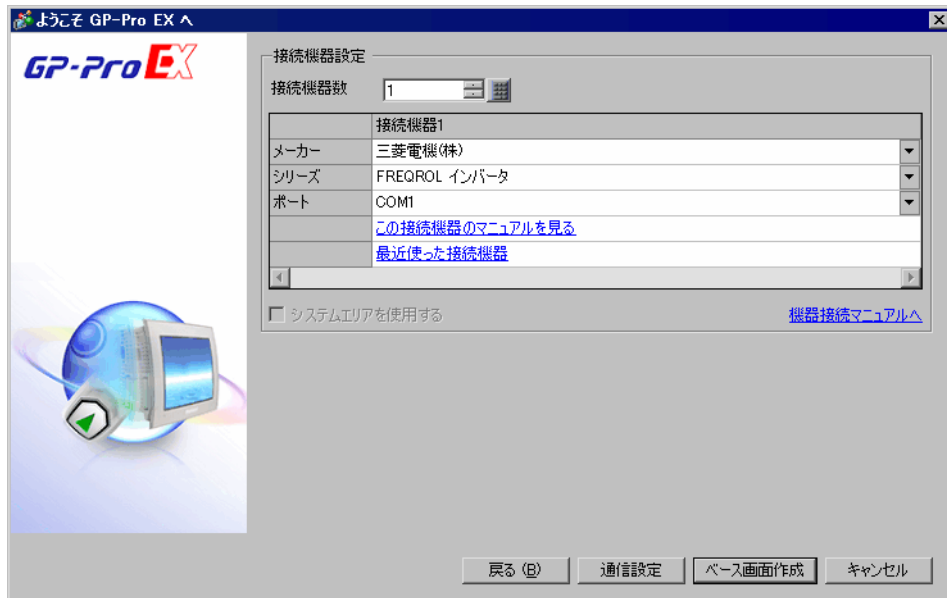 ようこそ GP-Pro EX へ
GP-Pro EX
接続機器設定
接続機器数 1
接続機器1
メーカー 三菱電機(株)
シリーズ FREQROL インバータ
ポート COM1
この接続機器のマニュアルを見る
最近使った接続機器
システムエリアを使用する 機器接続マニュアルへ
戻る (B) 通信設定 ベース画面作成 キャンセル